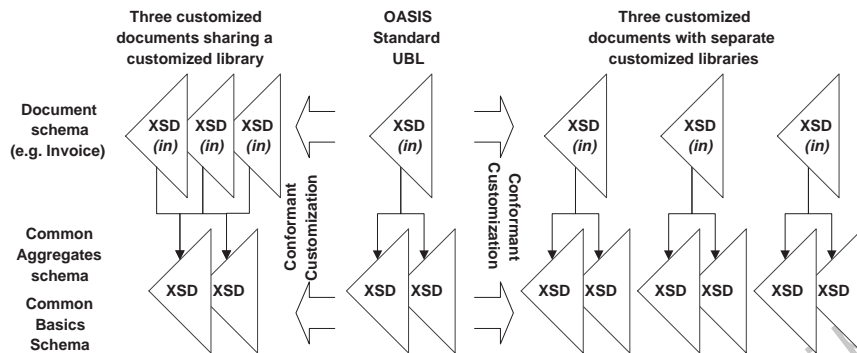 Three customized
documents sharing a
customized library
OASIS
Standard
UBL
Three customized
documents with separate
customized libraries
Document
schema
(e.g. Invoice)
XSD
(in)
XSD
(in)
XSD
(in)
XSD
(in)
XSD
(in)
XSD
(in)
XSD
(in)
Conformant
Customization
Conformant
Customization
Common
Aggregates
schema
Common
Basics
Schema
XSD
XSD
XSD
XSD
XSD
XSD
XSD
XSD
XSD
XSD